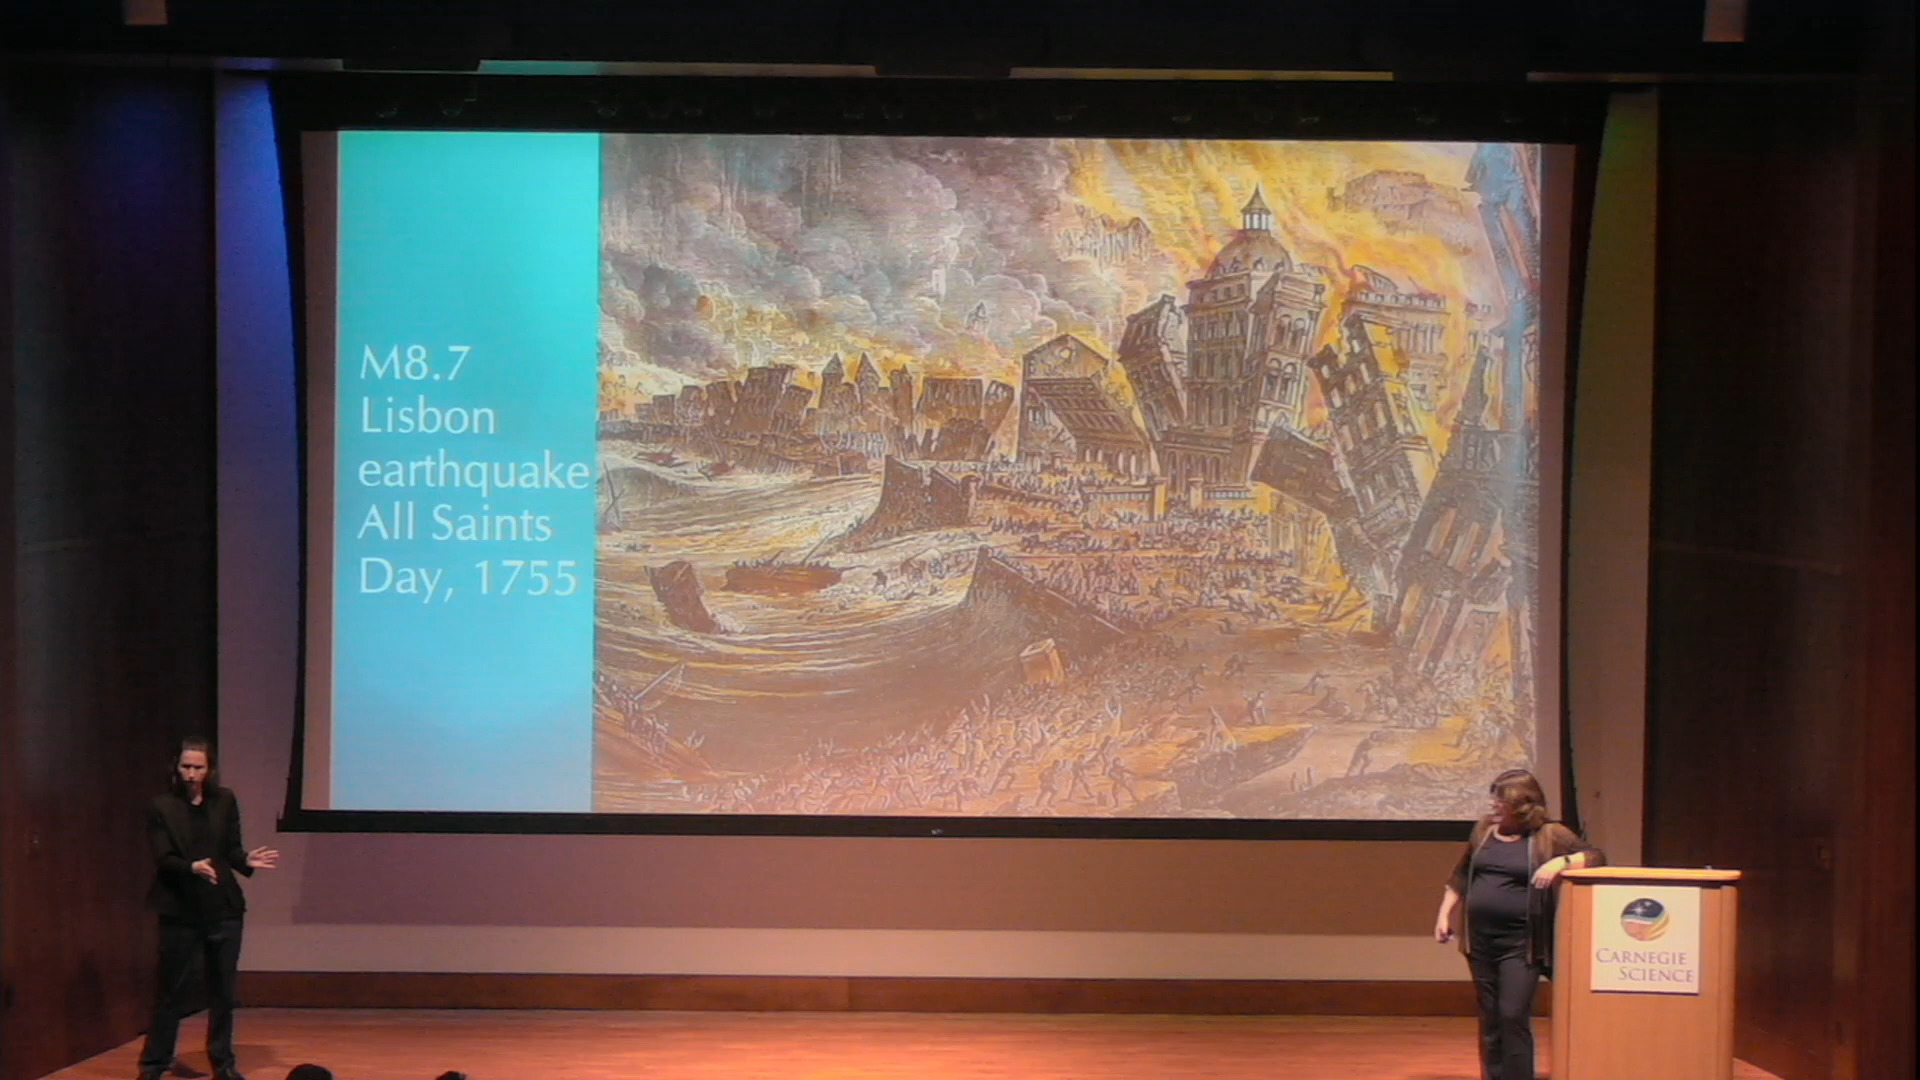 M8.7
Lisbon
earthquake
All Saints
Day, 1755
CARNEGIE
SCIENCE